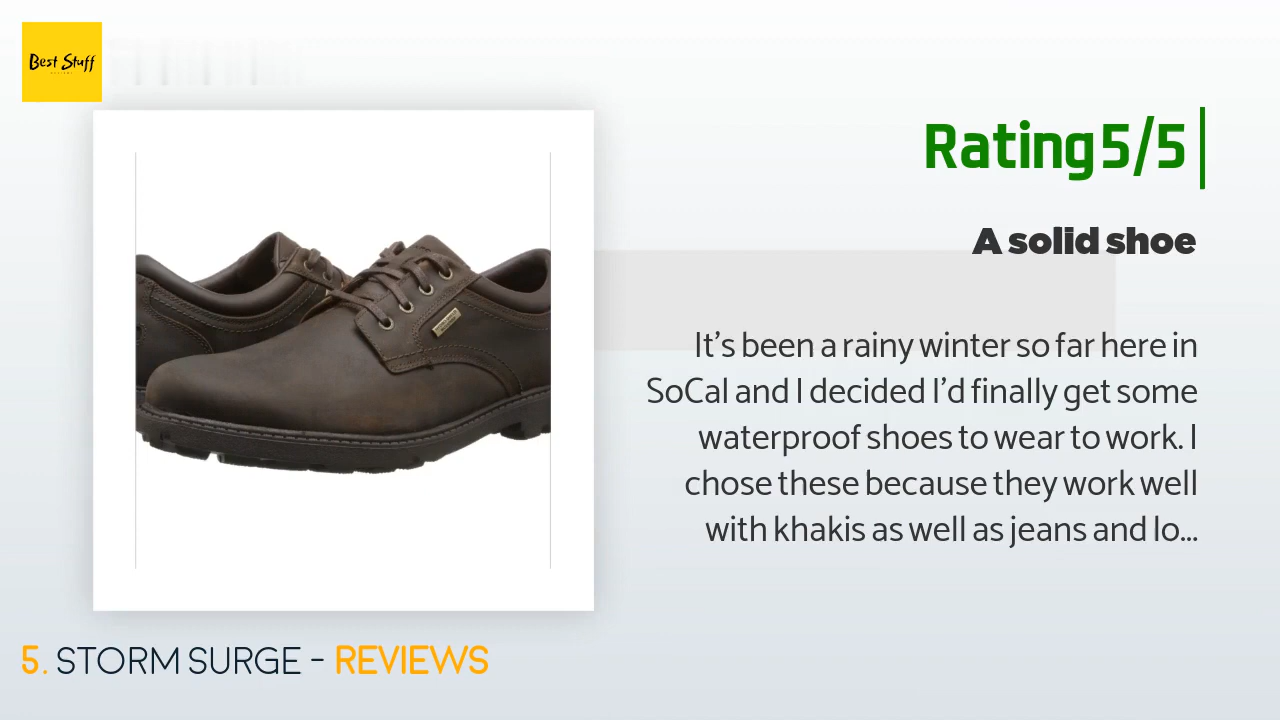 Best Stuff
Rating 5/5
A solid shoe
It's been a rainy winter so far here in
SoCal and I decided I'd finally get some
waterproof shoes to wear to work. I
chose these because they work well
with khakis as well as jeans and lo...
5. STORM SURGE - REVIEWS